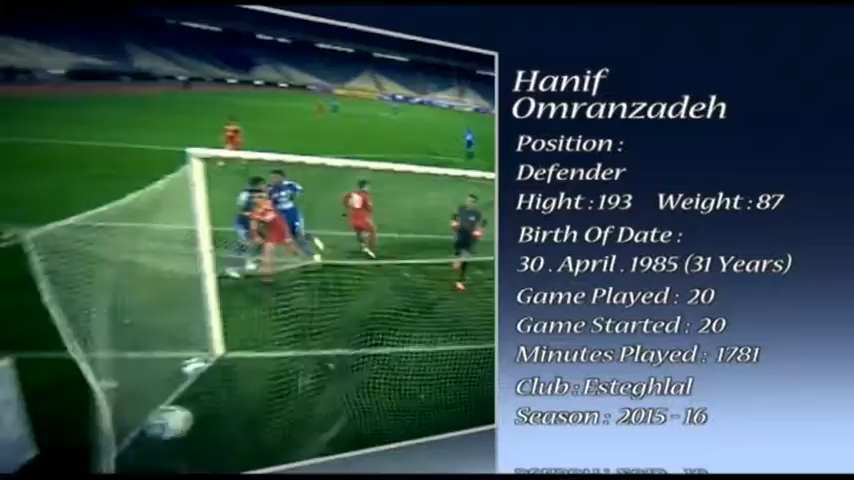 Hanif
Omranzadeh
Position :
Defender
Hight : 193 Weight : 87
Birth Of Date :
30 . April . 1985 (31 Years)
Game Played : 20
Game Started : 20
Minutes Played : 1781
Club : Esteghlal
Season : 2015 - 16